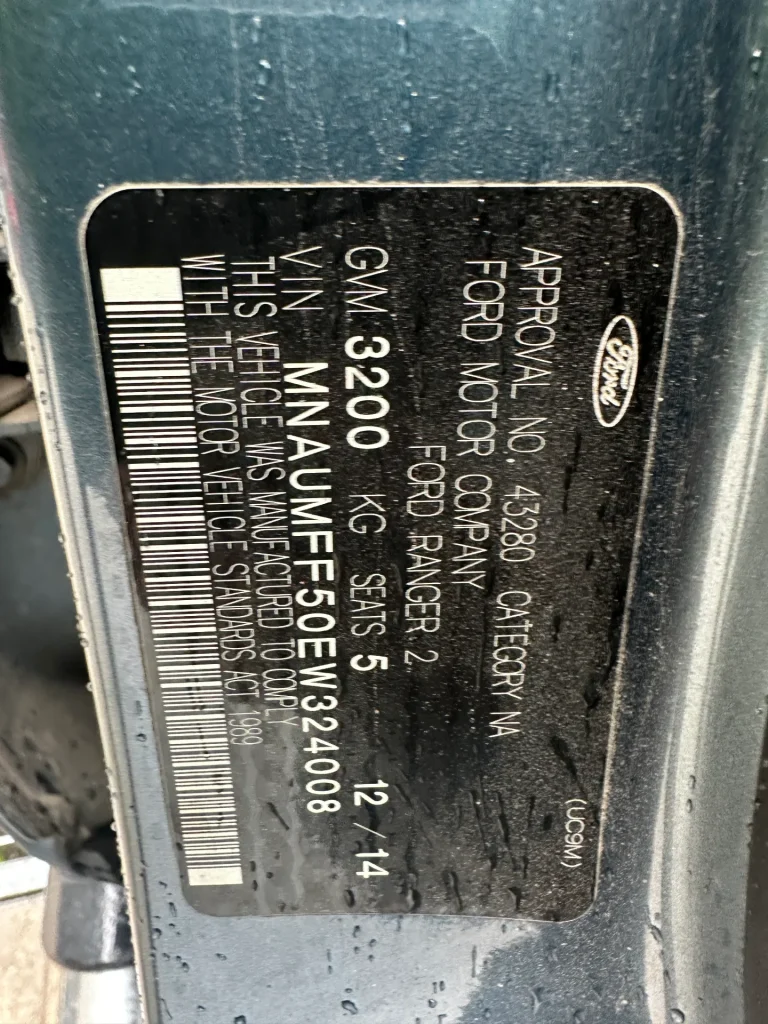 Ford
APPROVAL NO. 43280 CATEGORY NA
FORD MOTOR COMPANY
FORD RANGER 2
GVM 3200 KG SEATS 5 12 / 14
VIN MNAUMFF50EW324008
THIS VEHICLE WAS MANUFACTURED TO COMPLY
WITH THE MOTOR VEHICLE STANDARDS ACT 1989
(UC9M)